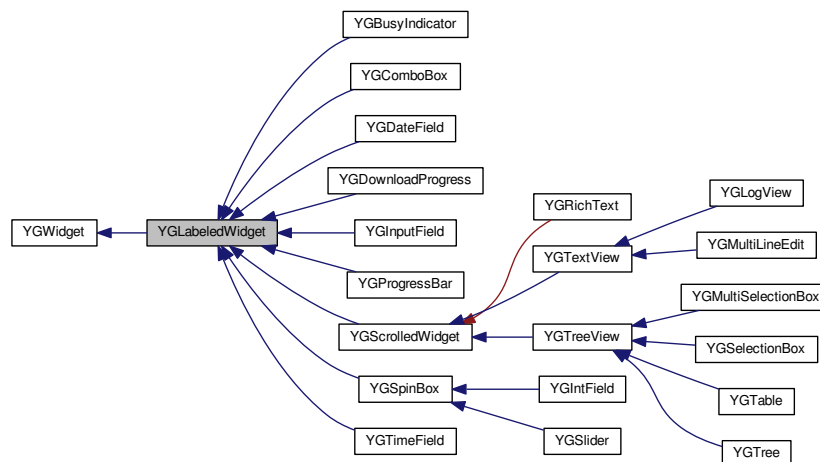 YGBusyIndicator
YGComboBox
YGDateField
YGDownloadProgress
YGWidget
YGLabeledWidget
YGInputField
YGProgressBar
YGScrolledWidget
YGSpinBox
YGTimeField
YGRichText
YGTextView
YGTreeView
YGIntField
YGSlider
YGLogView
YGMultiLineEdit
YGMultiSelectionBox
YGSelectionBox
YGTable
YGTree